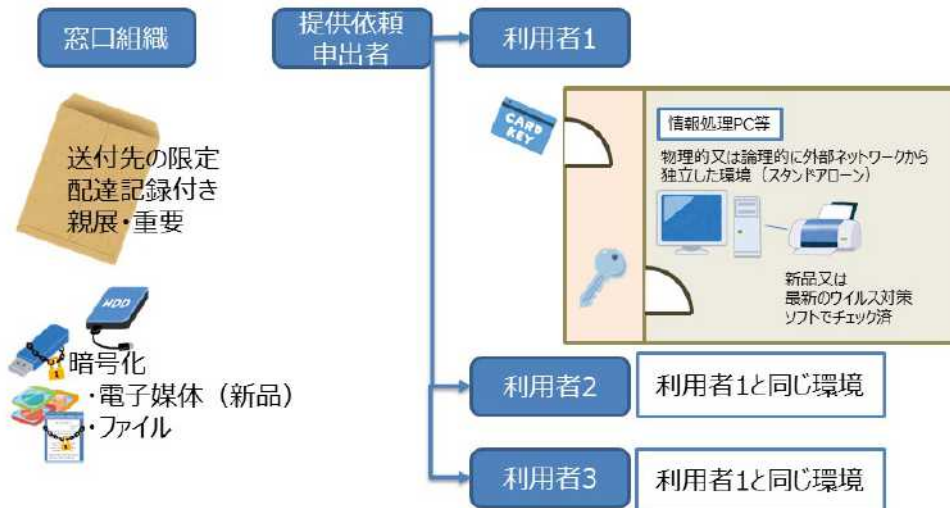 窓口組織
提供依頼
申出者
利用者1
送付先の限定
配達記録付き
親展・重要
HDD
暗号化
・電子媒体（新品）
・ファイル
CARD
KEY
情報処理PC等
物理的又は論理的に外部ネットワークから
独立した環境（スタンドアローン）
新品又は
最新のウイルス対策
ソフトでチェック済
利用者2
利用者1と同じ環境
利用者3
利用者1と同じ環境